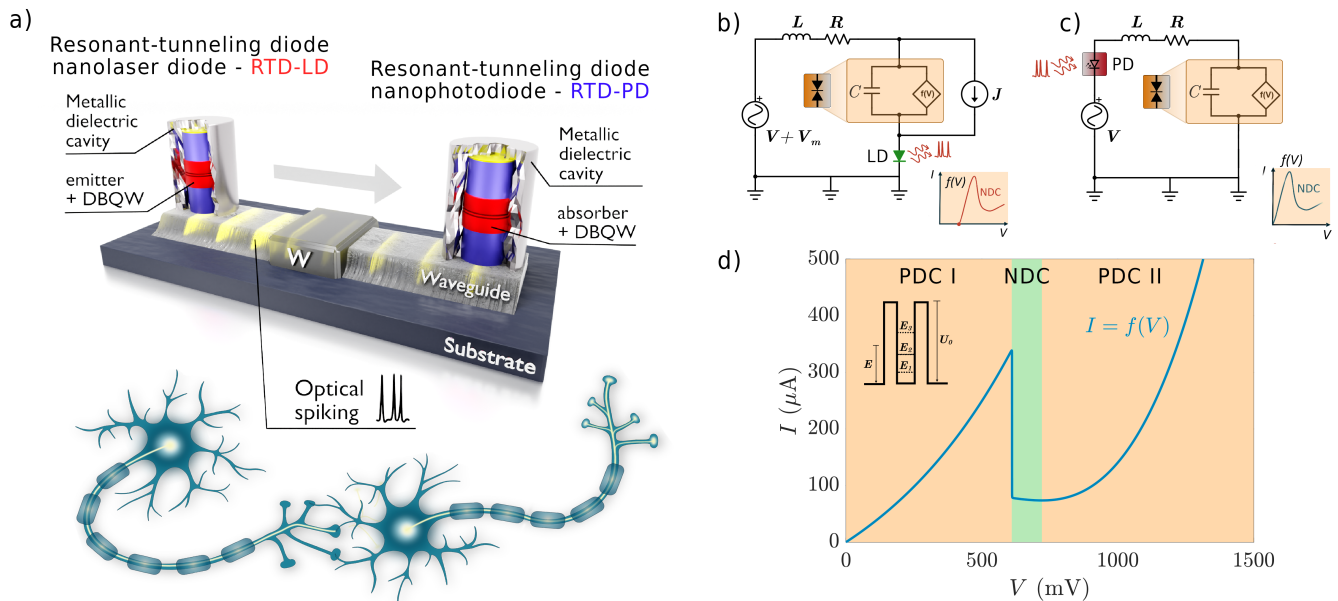 a)
Resonant-tunneling diode
nanolaser diode - RTD-LD
Resonant-tunneling diode
nanophotodiode - RTD-PD
Metallic
dielectric
cavity
emitter
+ DBQW
Metallic
dielectric
cavity
absorber
+ DBQW
W
Waveguide
Substrate
Optical
spiking
b)
L R
C
f(V)
J
V + Vₘ
LD
I
f(V)
NDC
V
c)
L R
PD
C
f(V)
V
f(V)
I
NDC
V
d)
PDC I NDC PDC II
I = f(V)
E₃
E₂
E₁
E
U₀
500
400
300
200
100
0
I (μA)
0 500 1000 1500
V (mV)